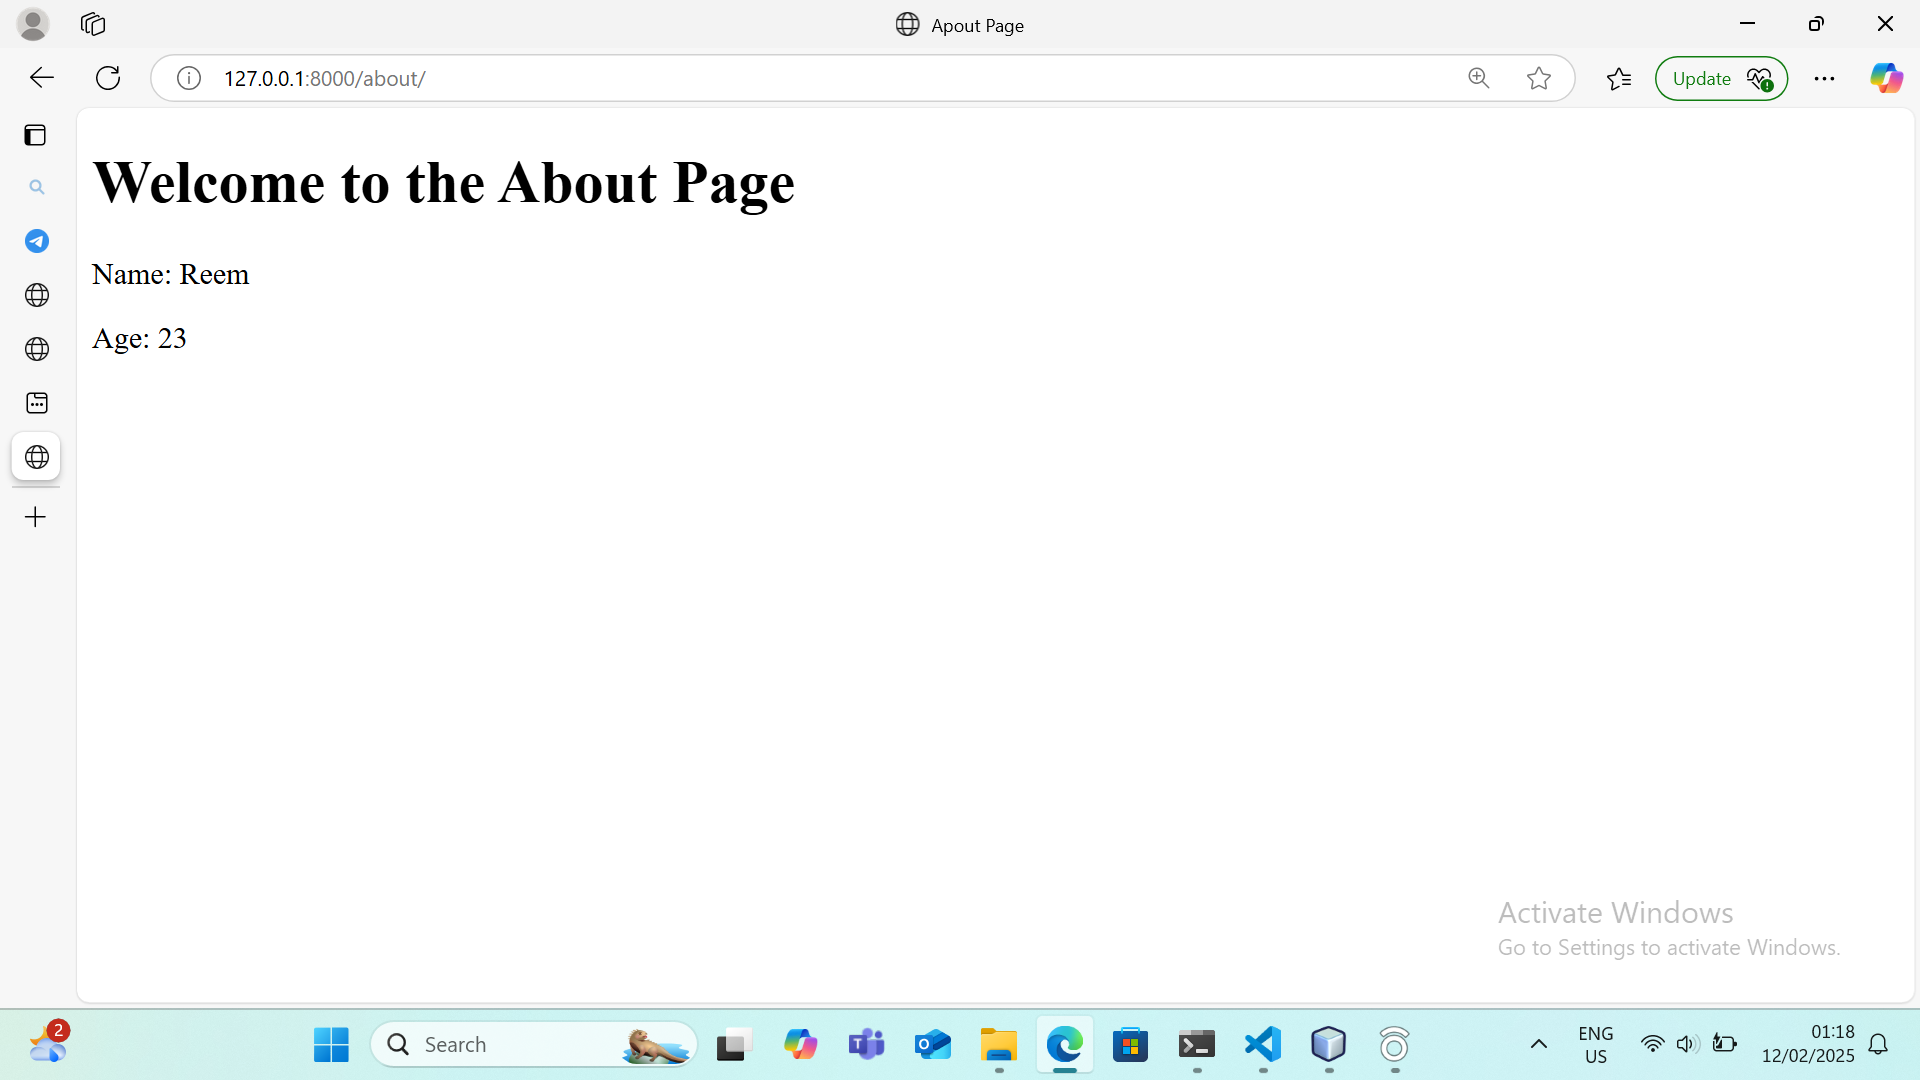 Apout Page
127.0.0.1:8000/about/
Update
Welcome to the About Page
Name: Reem
Age: 23
Activate Windows
Go to Settings to activate Windows.
2
Search
ENG
US
01:18
12/02/2025